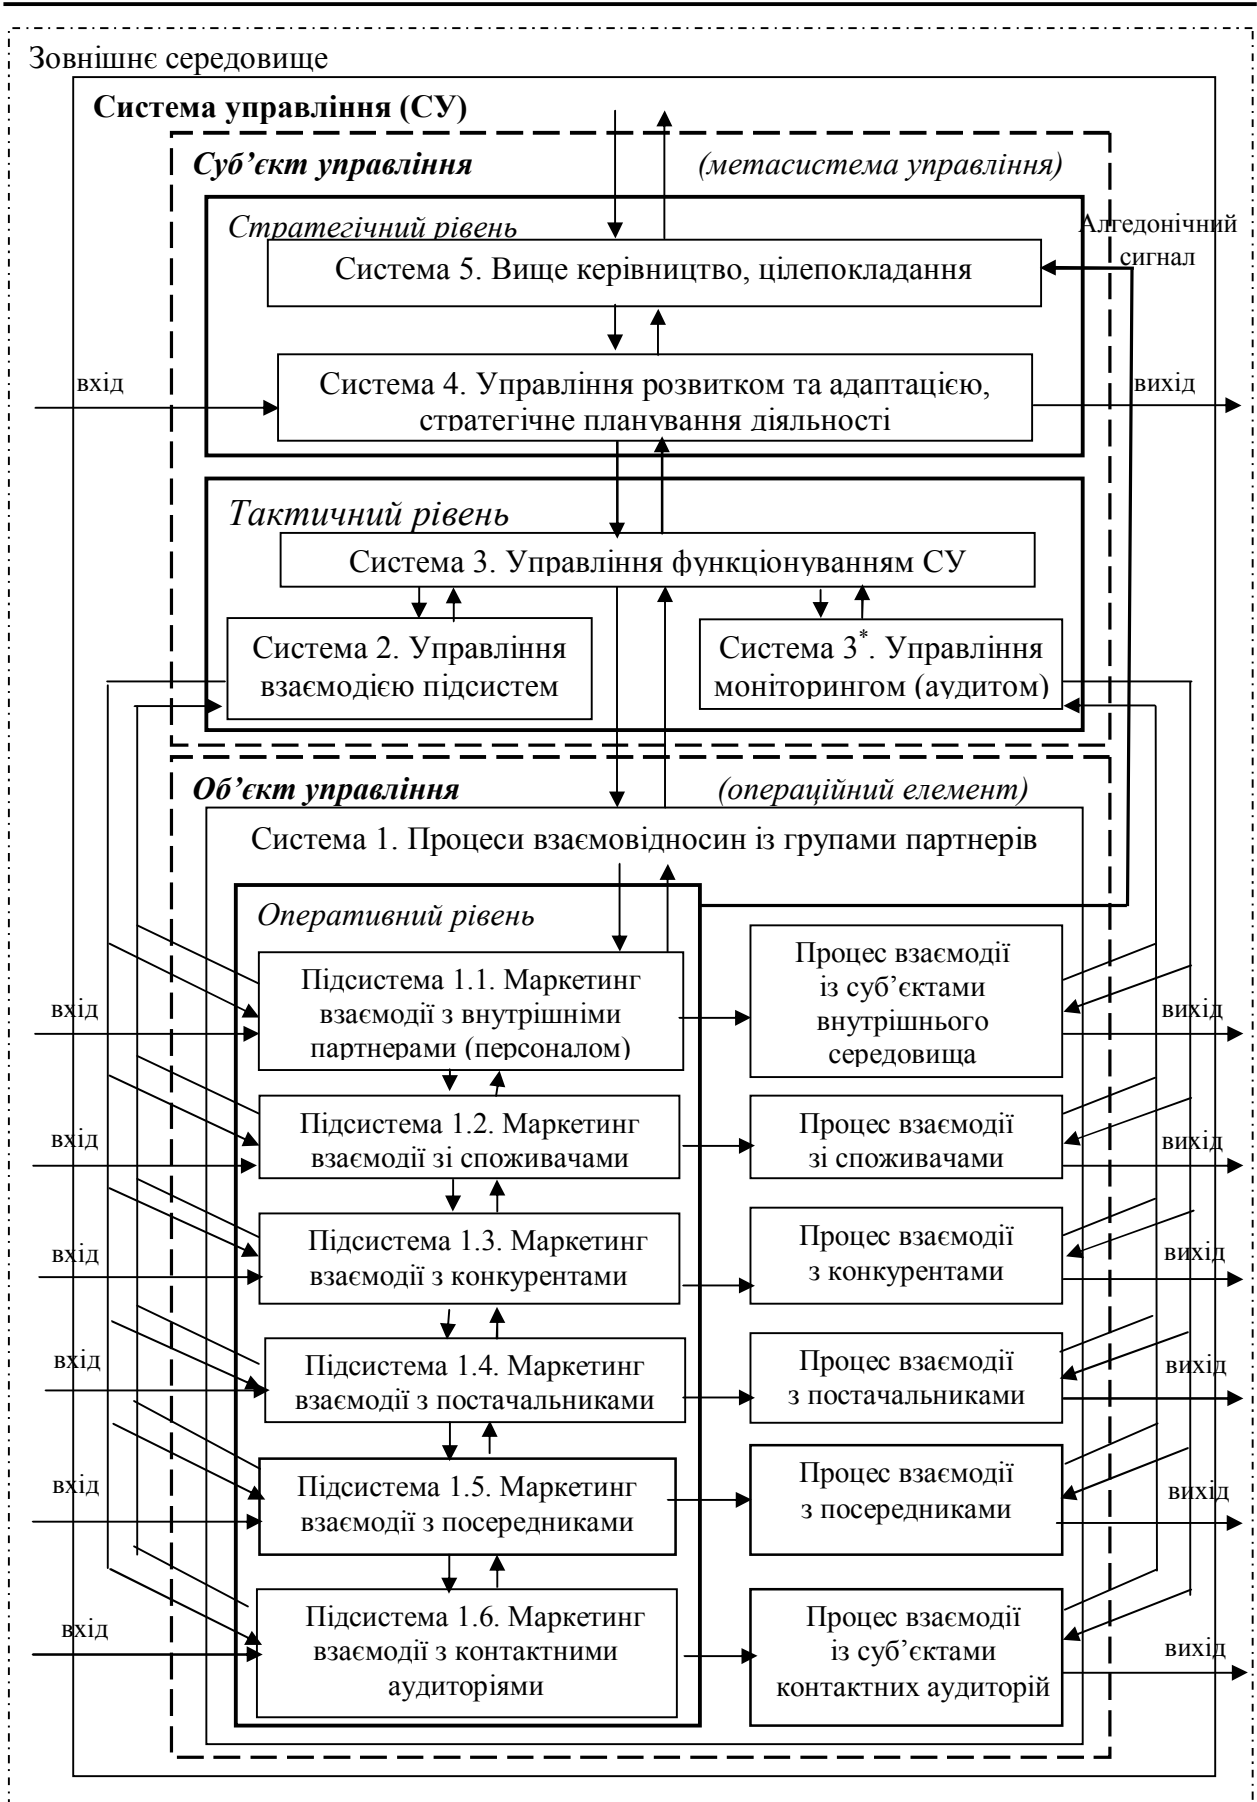 Зовнішнє середовище
Система управління (СУ)
Суб’єкт управління (метасистема управління)
Стратегічний рівень
Алгедонічний
сигнал
Система 5. Вище керівництво, цілепокладання
вхід
Система 4. Управління розвитком та адаптацією,
стратегічне планування діяльності
вихід
Тактичний рівень
Система 3. Управління функціонуванням СУ
Система 2. Управління
взаємодією підсистем
Система 3*. Управління
моніторингом (аудитом)
Об’єкт управління (операційний елемент)
Система 1. Процеси взаємовідносин із групами партнерів
Оперативний рівень
вхід
Підсистема 1.1. Маркетинг
взаємодії з внутрішніми
партнерами (персоналом)
Процес взаємодії
із суб’єктами
внутрішнього
середовища
вихід
вхід
Підсистема 1.2. Маркетинг
взаємодії зі споживачами
Процес взаємодії
зі споживачами
вихід
вхід
Підсистема 1.3. Маркетинг
взаємодії з конкурентами
Процес взаємодії
з конкурентами
вихід
вхід
Підсистема 1.4. Маркетинг
взаємодії з постачальниками
Процес взаємодії
з постачальниками
вихід
вхід
Підсистема 1.5. Маркетинг
взаємодії з посередниками
Процес взаємодії
з посередниками
вихід
вхід
Підсистема 1.6. Маркетинг
взаємодії з контактними
аудиторіями
Процес взаємодії
із суб’єктами
контактних аудиторій
вихід